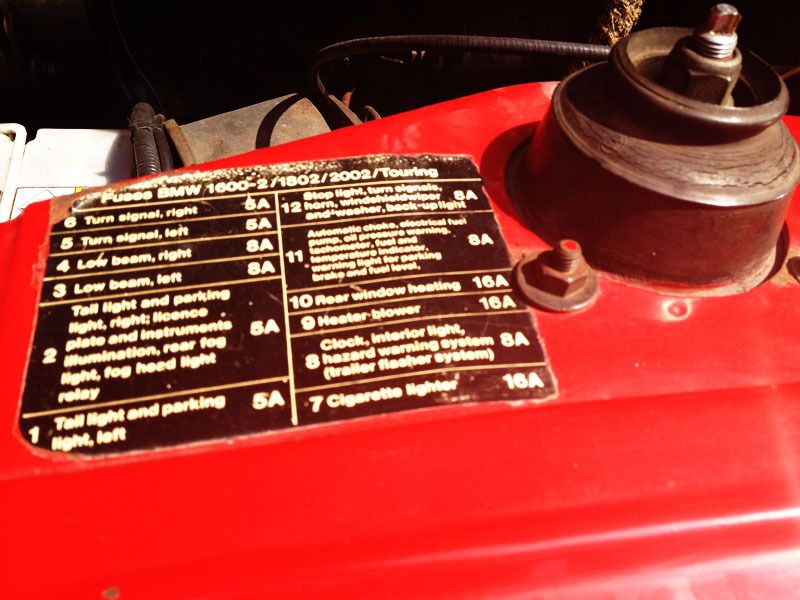 Fuses BMW 1600-2/1802/2002/Touring
6 Turn signal, right 5A
5 Turn signal, left 5A
4 Low beam, right 8A
3 Low beam, left 8A
2 Tail light and parking
light, right; licence
plate and instruments 5A
illumination, rear fog
light, fog head light
relay
1 Tail light and parking 5A
light, left
12 Stop light, turn signals, 8A
horn, windshield wiper
and -washer, back-up light
11 Automatic choke, electrical fuel
pump, oil pressure warning,
tachometer, fuel and 8A
temperature indicator,
warning light for parking
brake and fuel level,
10 Rear window heating 16A
9 Heater-blower 16A
8 Clock, interior light,
hazard warning system 8A
(trailer flasher system)
7 Cigarette lighter 16A